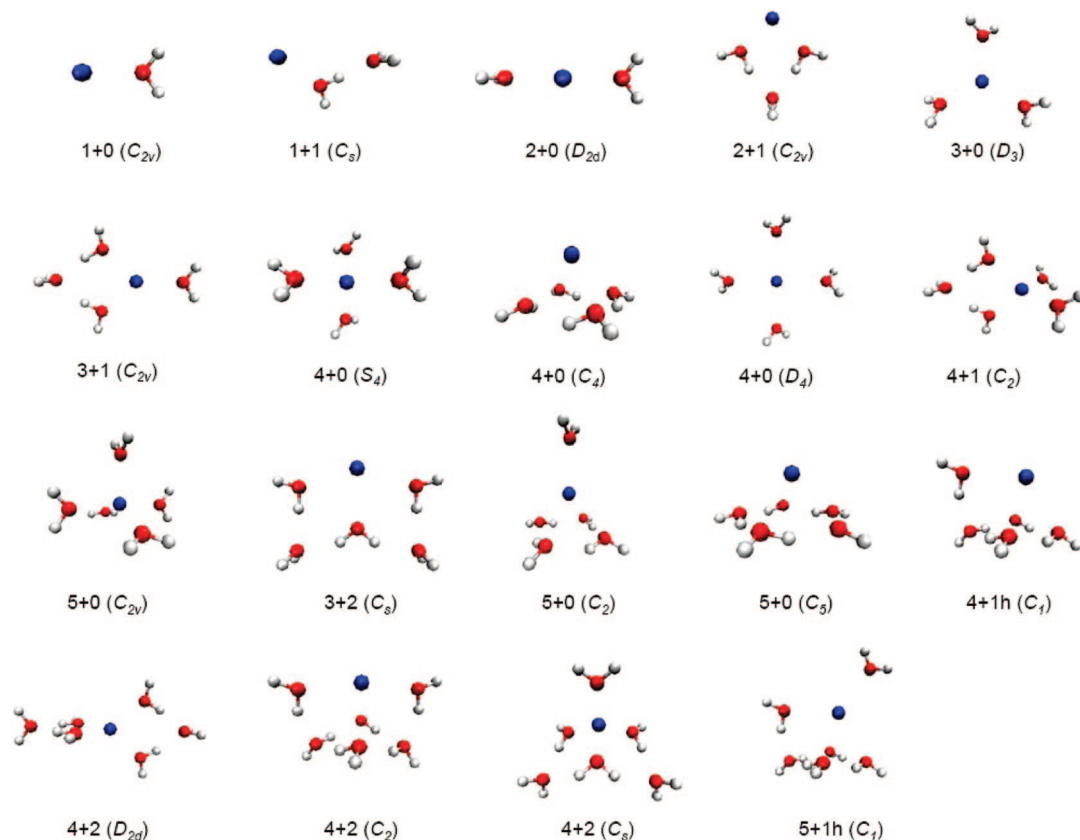 1+0 (C2v) 1+1 (Cs) 2+0 (D2d) 2+1 (C2v) 3+0 (D3)
3+1 (C2v) 4+0 (S4) 4+0 (C4) 4+0 (D4) 4+1 (C2)
5+0 (C2v) 3+2 (Cs) 5+0 (C2) 5+0 (C5) 4+1h (C1)
4+2 (D2d) 4+2 (C2) 4+2 (Cs) 5+1h (C1)